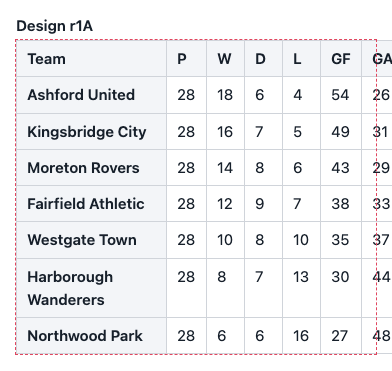 Design r1A
Team P W D L GF GA
Ashford United 28 18 6 4 54 26
Kingsbridge City 28 16 7 5 49 31
Moreton Rovers 28 14 8 6 43 29
Fairfield Athletic 28 12 9 7 38 33
Westgate Town 28 10 8 10 35 37
Harborough 28 8 7 13 30 44
Wanderers
Northwood Park 28 6 6 16 27 48